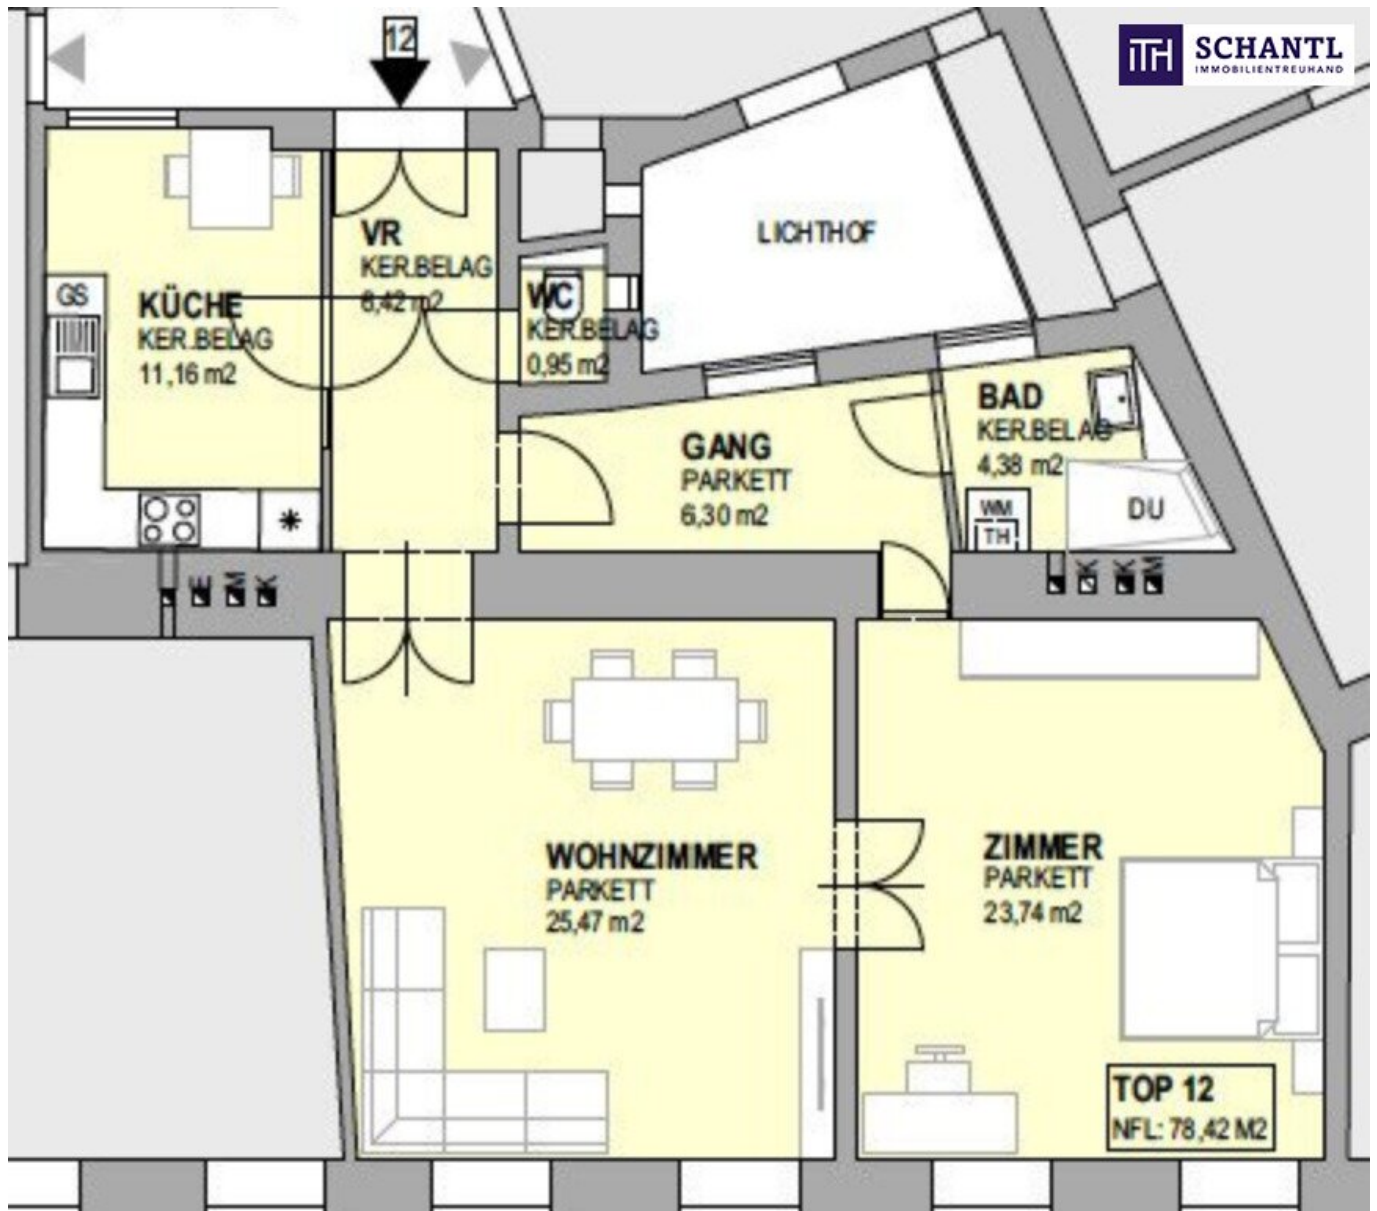 12
ITH SCHANTL
IMMOBILIENTREUHAND
VR
KER.BELAG
6,42 m2
LICHTHOF
GS
KÜCHE
KER.BELAG
11,16 m2
WC
KER.BELAG
0,95 m2
BAD
KER.BELAG
4,38 m2
GANG
PARKETT
6,30 m2
WM
TH
DU
E
M
K
K
K
M
WOHNZIMMER
PARKETT
25,47 m2
ZIMMER
PARKETT
23,74 m2
TOP 12
NFL: 78,42 M2